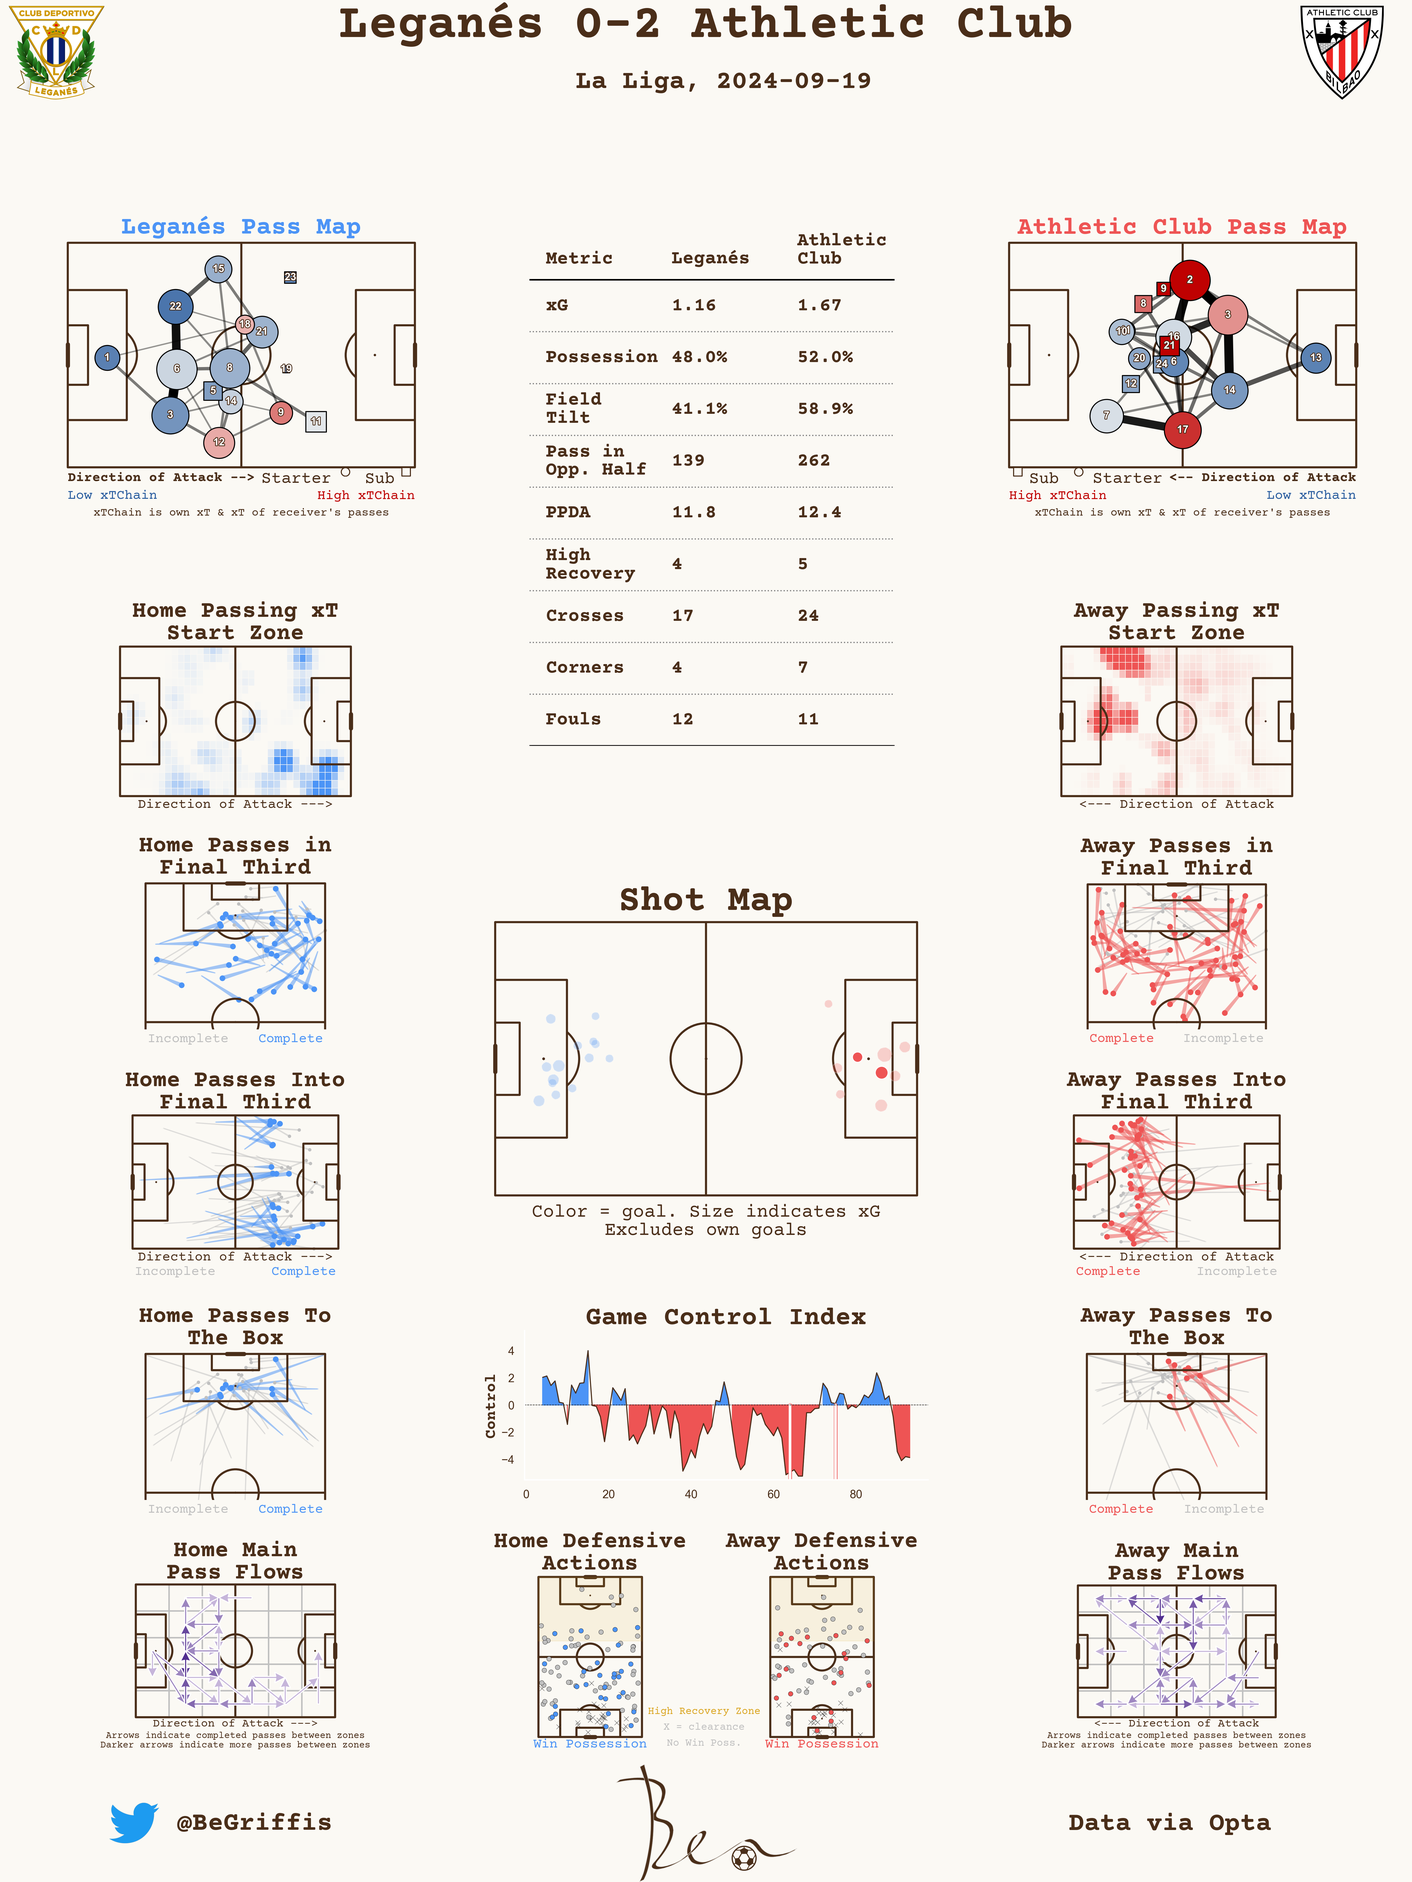 CLUB DEPORTIVO
C D
L
LEGANÉS
Leganés 0-2 Athletic Club
La Liga, 2024-09-19
ATHLETIC CLUB
BILBAO
Leganés Pass Map
15
23
22
18
21
1
6
8
19
5
14
3
9
11
12
Direction of Attack --> Starter Sub
Low xTChain High xTChain
xTChain is own xT & xT of receiver's passes
Metric Leganés Athletic Club
xG 1.16 1.67
Possession 48.0% 52.0%
Field Tilt 41.1% 58.9%
Pass in Opp. Half 139 262
PPDA 11.8 12.4
High Recovery 4 5
Crosses 17 24
Corners 4 7
Fouls 12 11
Athletic Club Pass Map
2
9
8
3
10
16
21
20
24
6
13
12
14
7
17
Sub Starter <-- Direction of Attack
High xTChain Low xTChain
xTChain is own xT & xT of receiver's passes
Home Passing xT
Start Zone
Direction of Attack --->
Away Passing xT
Start Zone
<--- Direction of Attack
Home Passes in
Final Third
Incomplete Complete
Away Passes in
Final Third
Complete Incomplete
Shot Map
Color = goal. Size indicates xG
Excludes own goals
Home Passes Into
Final Third
Direction of Attack --->
Incomplete Complete
Away Passes Into
Final Third
<--- Direction of Attack
Complete Incomplete
Home Passes To
The Box
Incomplete Complete
Game Control Index
Control
4
2
0
−2
−4
0 20 40 60 80
Away Passes To
The Box
Complete Incomplete
Home Main
Pass Flows
Direction of Attack --->
Arrows indicate completed passes between zones
Darker arrows indicate more passes between zones
Home Defensive
Actions
Win Possession
High Recovery Zone
X = clearance
No Win Poss.
Away Defensive
Actions
Win Possession
Away Main
Pass Flows
<--- Direction of Attack
Arrows indicate completed passes between zones
Darker arrows indicate more passes between zones
@BeGriffis
Ben
Data via Opta